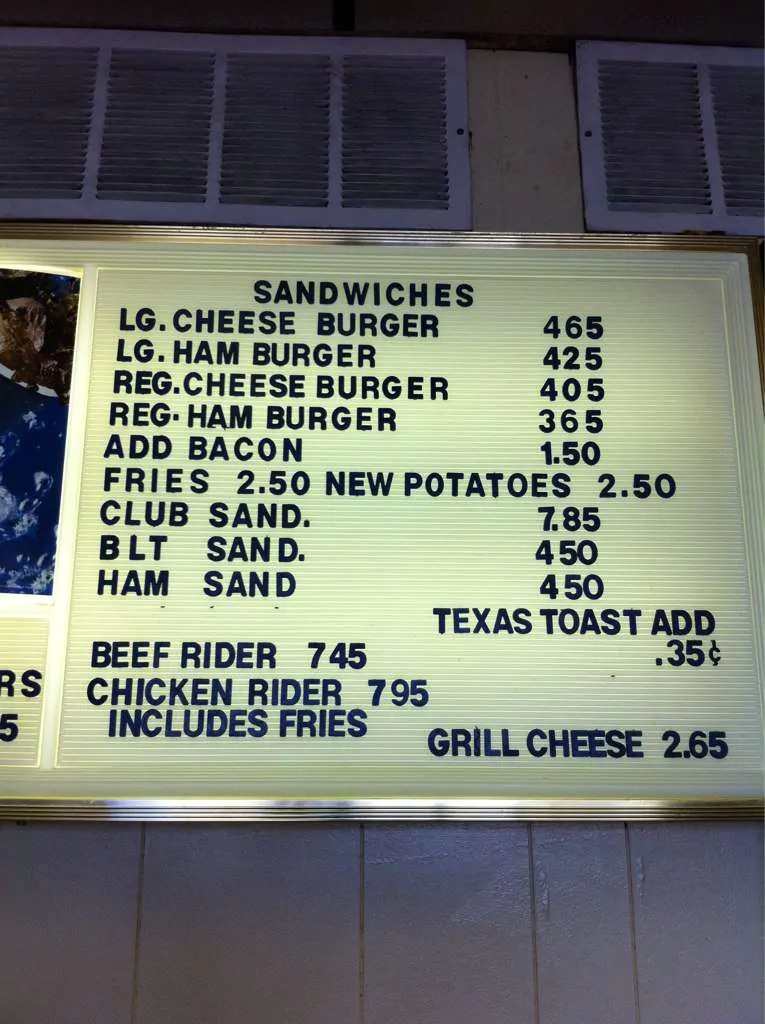 SANDWICHES
LG. CHEESE BURGER 465
LG. HAM BURGER 425
REG. CHEESE BURGER 405
REG. HAM BURGER 365
ADD BACON 1.50
FRIES 2.50 NEW POTATOES 2.50
CLUB SAND. 7.85
BLT SAND. 450
HAM SAND 450
TEXAS TOAST ADD
.35¢
BEEF RIDER 745
CHICKEN RIDER 795
INCLUDES FRIES
GRILL CHEESE 2.65
RS
5